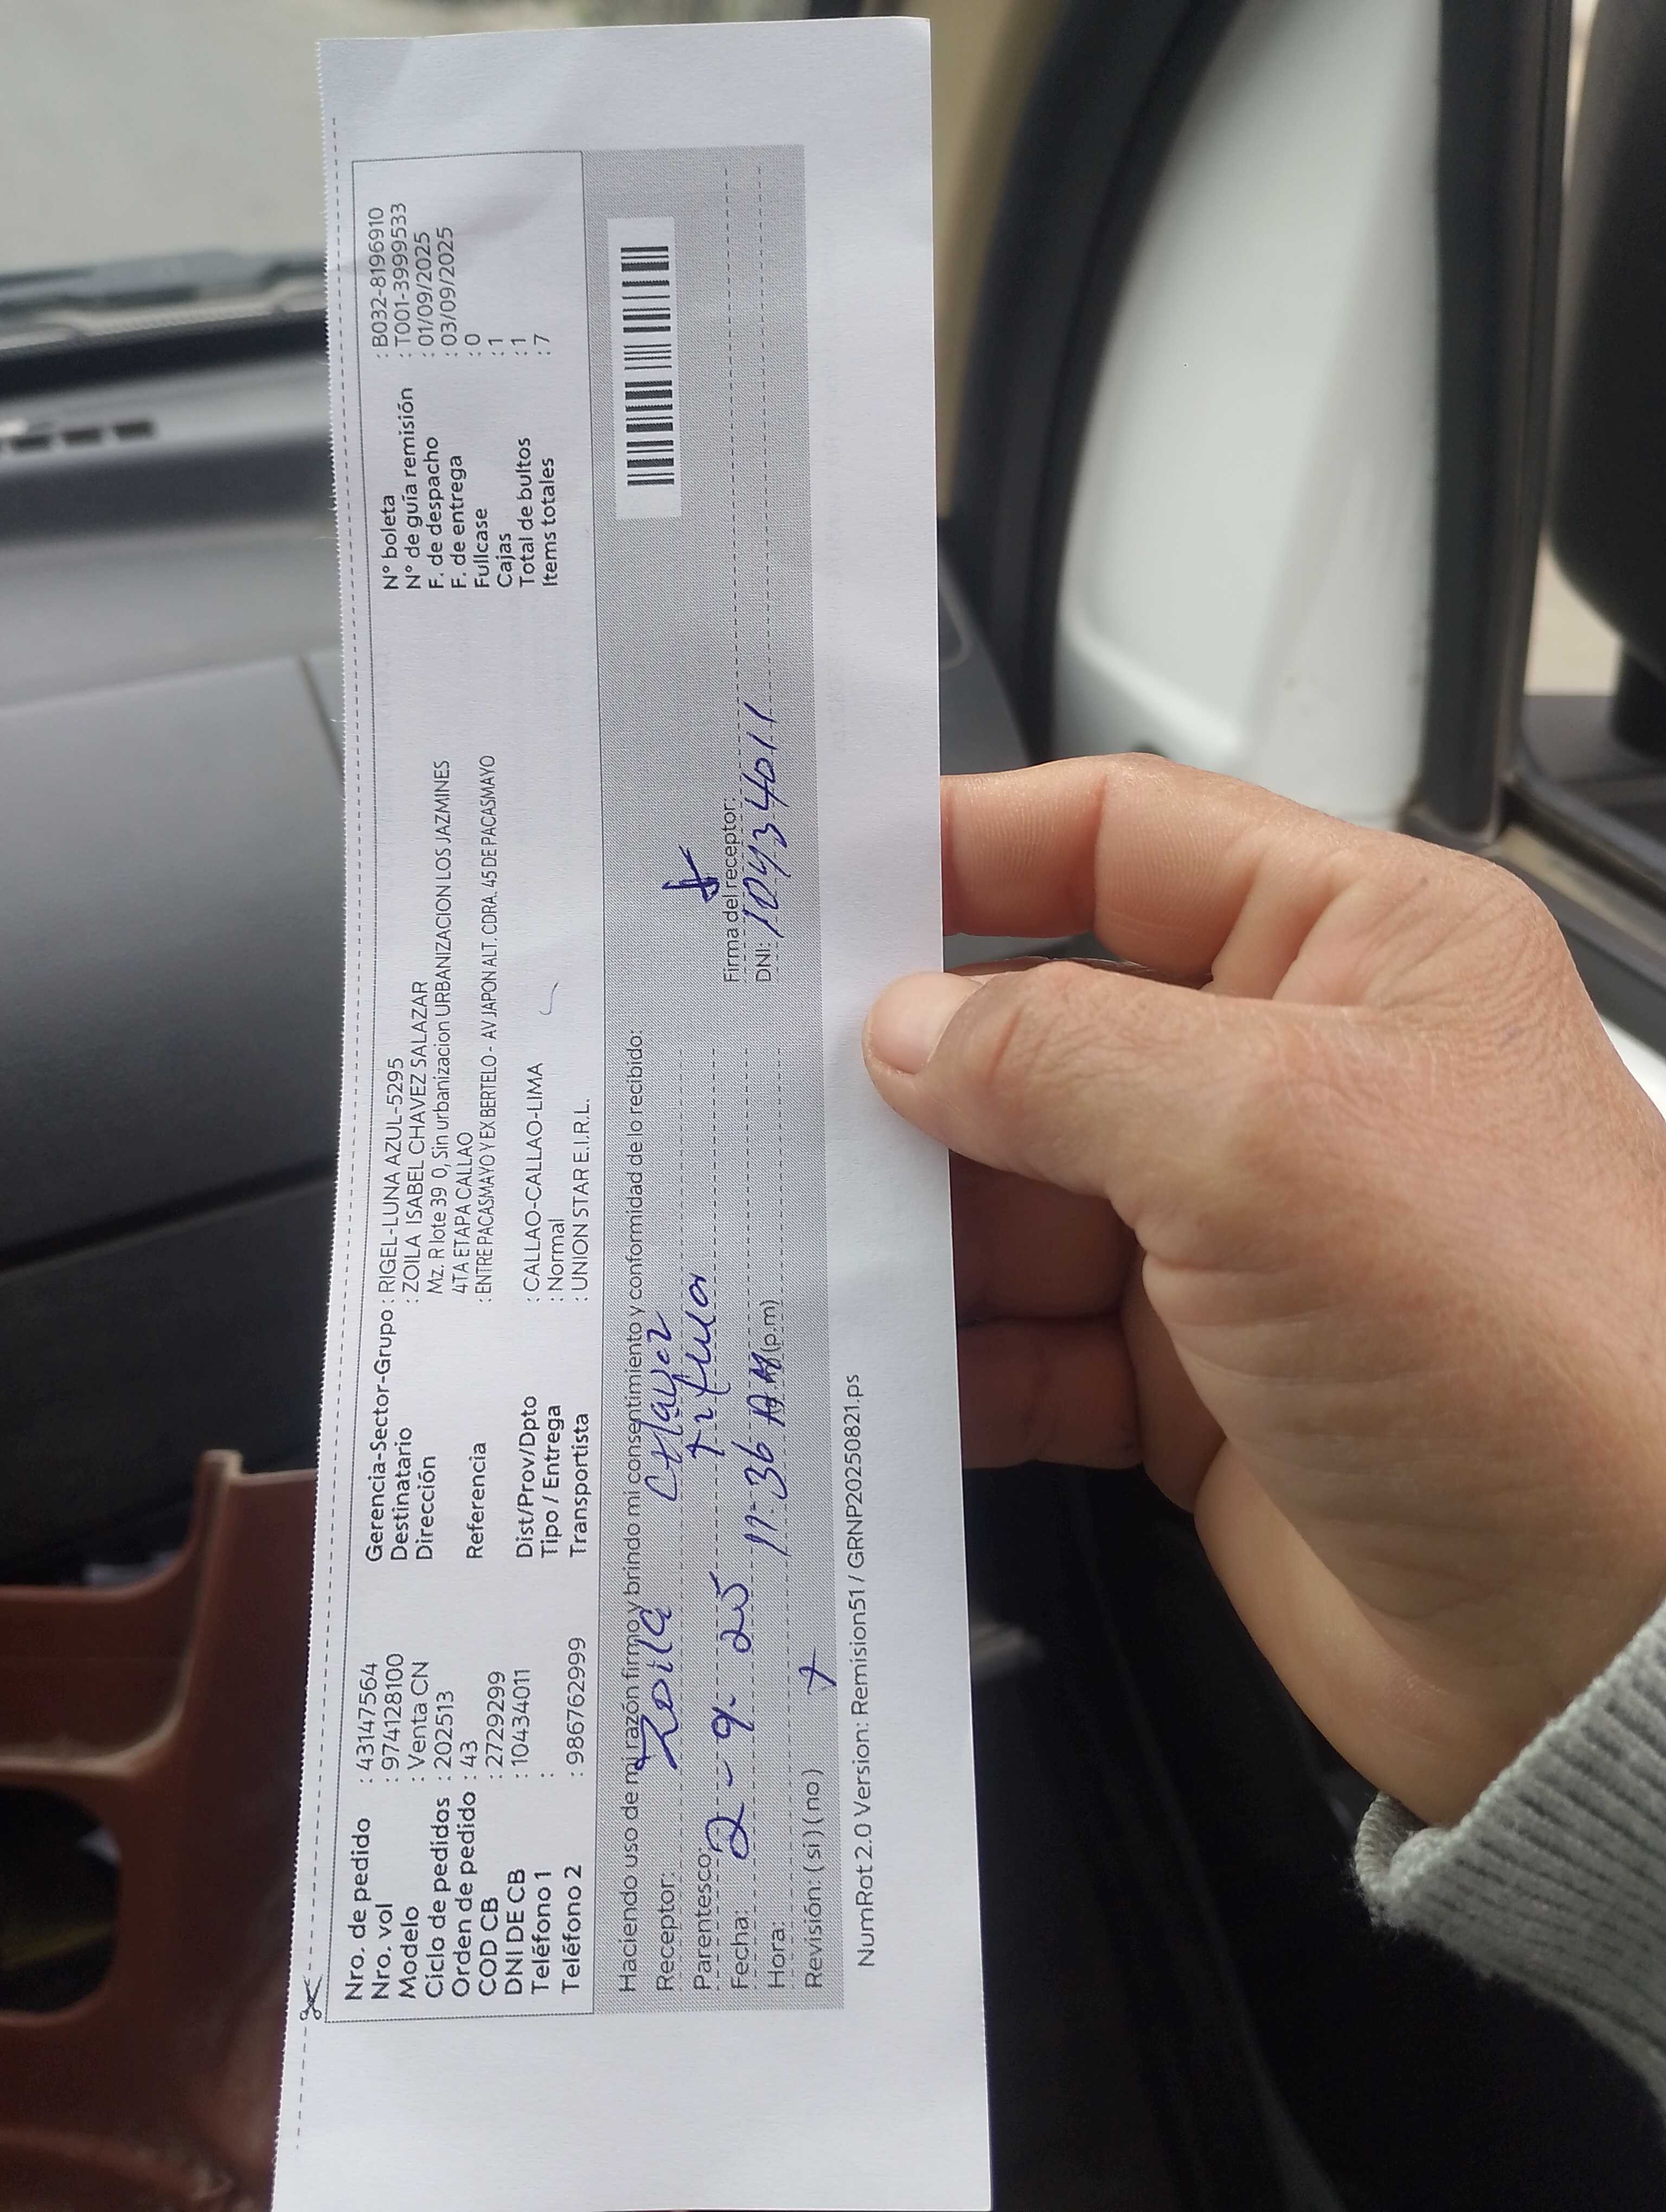 Nro. de pedido : 43147564
Nro. vol : 974128100
Modelo : Venta CN
Ciclo de pedidos : 202513
Orden de pedido : 43
COD CB : 2729299
DNI DE CB : 10434011
Teléfono 1 :
Teléfono 2 : 986762999
Gerencia-Sector-Grupo : RIGEL-LUNA AZUL-5295
Destinatario : ZOILA ISABEL CHAVEZ SALAZAR
Dirección Mz. R lote 39 0, Sin urbanizacion URBANIZACION LOS JAZMINES
4TA ETAPA CALLAO
Referencia : ENTRE PACASMAYO Y EX BERTELO - AV JAPON ALT. CDRA. 45 DE PACASMAYO
Dist/Prov/Dpto : CALLAO-CALLAO-LIMA
Tipo / Entrega : Normal
Transportista : UNION STAR E.I.R.L.
N° boleta : B032-8196910
N° de guía remisión : T001-3999533
F. de despacho : 01/09/2025
F. de entrega : 03/09/2025
Fullcase : 0
Cajas : 1
Total de bultos : 1
Items totales : 7
Haciendo uso de mi razón firmo y brindo mi consentimiento y conformidad de lo recibido:
Receptor: Zoila CHavez
Parentesco: Titular
Fecha: 2-9-25
Hora: 11:36 A.M (p.m)
Revisión: (si) (no)
Firma del receptor:
DNI: 10434011
NumRot 2.0 Version: Remision51 / GRNP20250821.ps